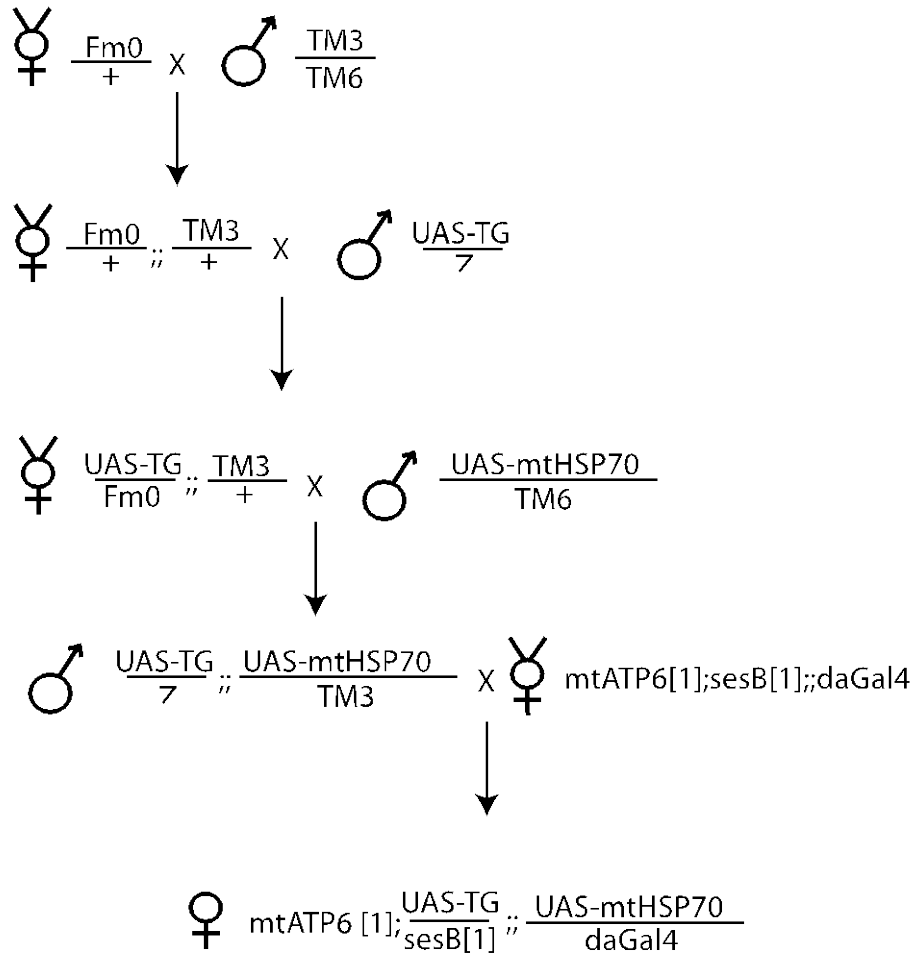 Fm0/+ X TM3/TM6
Fm0/+ ;; TM3/+ X UAS-TG/7
UAS-TG/Fm0 ;; TM3/+ X UAS-mtHSP70/TM6
UAS-TG/7 ;; UAS-mtHSP70/TM3 X mtATP6[1];sesB[1];;daGal4
mtATP6 [1]; UAS-TG/sesB[1] ;; UAS-mtHSP70/daGal4